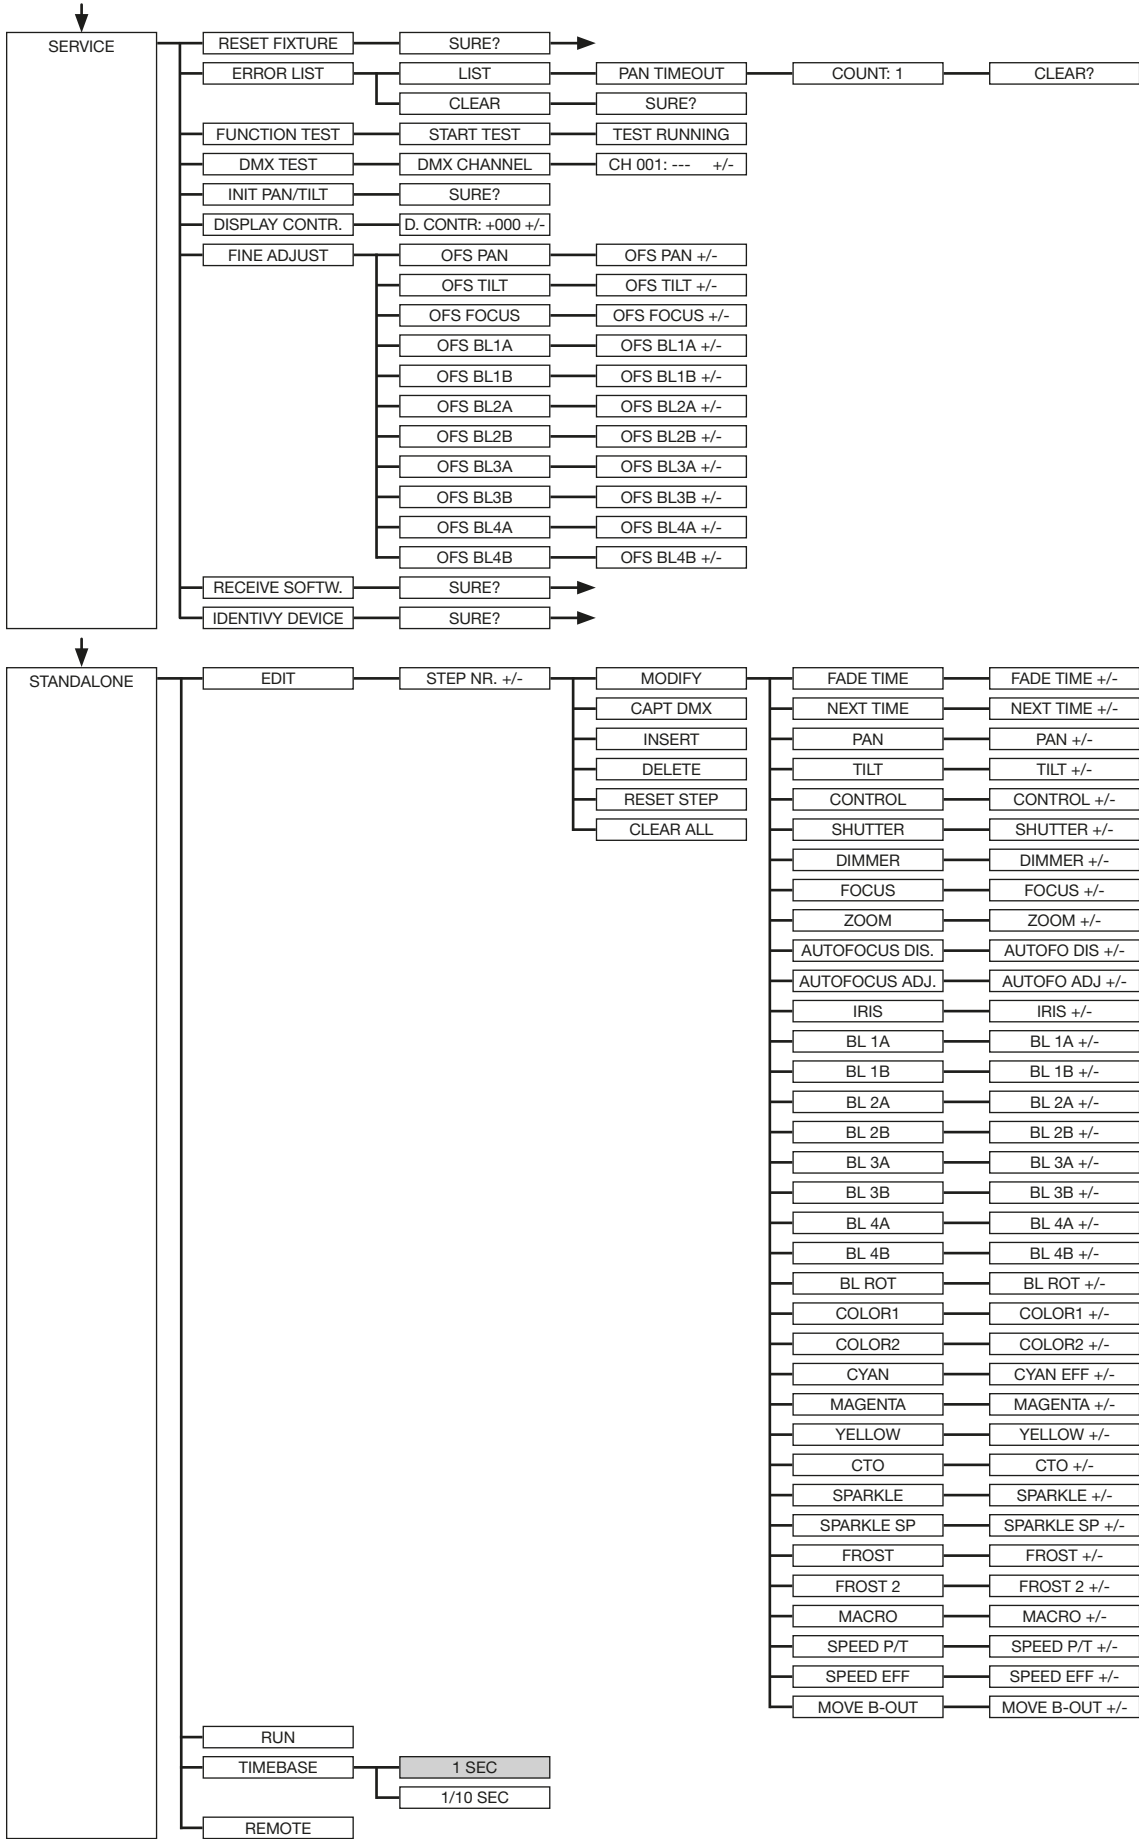 SERVICE RESET FIXTURE SURE?
ERROR LIST LIST PAN TIMEOUT COUNT: 1 CLEAR?
CLEAR SURE?
FUNCTION TEST START TEST TEST RUNNING
DMX TEST DMX CHANNEL CH 001: --- +/-
INIT PAN/TILT SURE?
DISPLAY CONTR. D. CONTR: +000 +/-
FINE ADJUST OFS PAN OFS PAN +/-
OFS TILT OFS TILT +/-
OFS FOCUS OFS FOCUS +/-
OFS BL1A OFS BL1A +/-
OFS BL1B OFS BL1B +/-
OFS BL2A OFS BL2A +/-
OFS BL2B OFS BL2B +/-
OFS BL3A OFS BL3A +/-
OFS BL3B OFS BL3B +/-
OFS BL4A OFS BL4A +/-
OFS BL4B OFS BL4B +/-
RECEIVE SOFTW. SURE?
IDENTIVY DEVICE SURE?
STANDALONE EDIT STEP NR. +/- MODIFY FADE TIME FADE TIME +/-
CAPT DMX NEXT TIME NEXT TIME +/-
INSERT PAN PAN +/-
DELETE TILT TILT +/-
RESET STEP CONTROL CONTROL +/-
CLEAR ALL SHUTTER SHUTTER +/-
DIMMER DIMMER +/-
FOCUS FOCUS +/-
ZOOM ZOOM +/-
AUTOFOCUS DIS. AUTOFO DIS +/-
AUTOFOCUS ADJ. AUTOFO ADJ +/-
IRIS IRIS +/-
BL 1A BL 1A +/-
BL 1B BL 1B +/-
BL 2A BL 2A +/-
BL 2B BL 2B +/-
BL 3A BL 3A +/-
BL 3B BL 3B +/-
BL 4A BL 4A +/-
BL 4B BL 4B +/-
BL ROT BL ROT +/-
COLOR1 COLOR1 +/-
COLOR2 COLOR2 +/-
CYAN CYAN EFF +/-
MAGENTA MAGENTA +/-
YELLOW YELLOW +/-
CTO CTO +/-
SPARKLE SPARKLE +/-
SPARKLE SP SPARKLE SP +/-
FROST FROST +/-
FROST 2 FROST 2 +/-
MACRO MACRO +/-
SPEED P/T SPEED P/T +/-
SPEED EFF SPEED EFF +/-
MOVE B-OUT MOVE B-OUT +/-
RUN
TIMEBASE 1 SEC
1/10 SEC
REMOTE